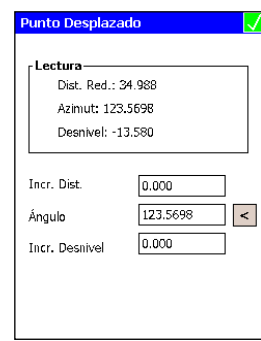 Punto Desplazado
Lectura
Dist. Red.: 34.988
Azimut: 123.5698
Desnivel: -13.580
Incr. Dist. 0.000
Ángulo 123.5698 <
Incr. Desnivel 0.000